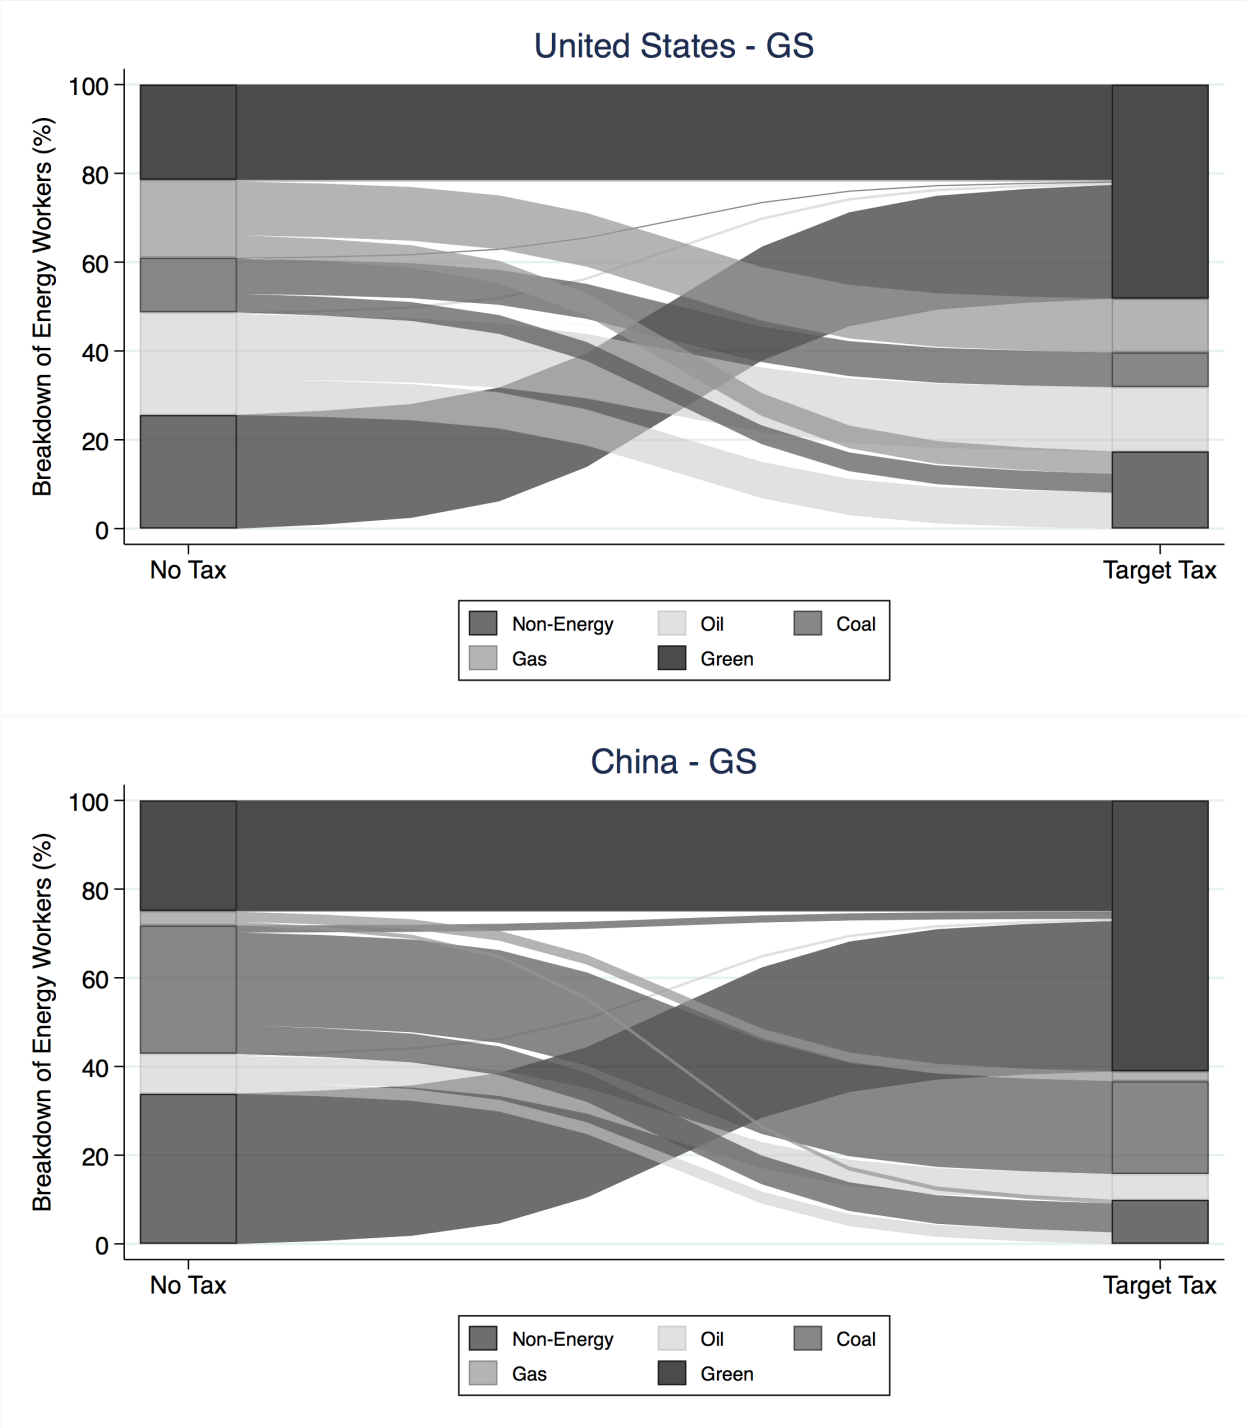 United States - GS
Breakdown of Energy Workers (%)
100
80
60
40
20
0
No Tax Target Tax
Non-Energy Oil Coal
Gas Green
China - GS
Breakdown of Energy Workers (%)
100
80
60
40
20
0
No Tax Target Tax
Non-Energy Oil Coal
Gas Green